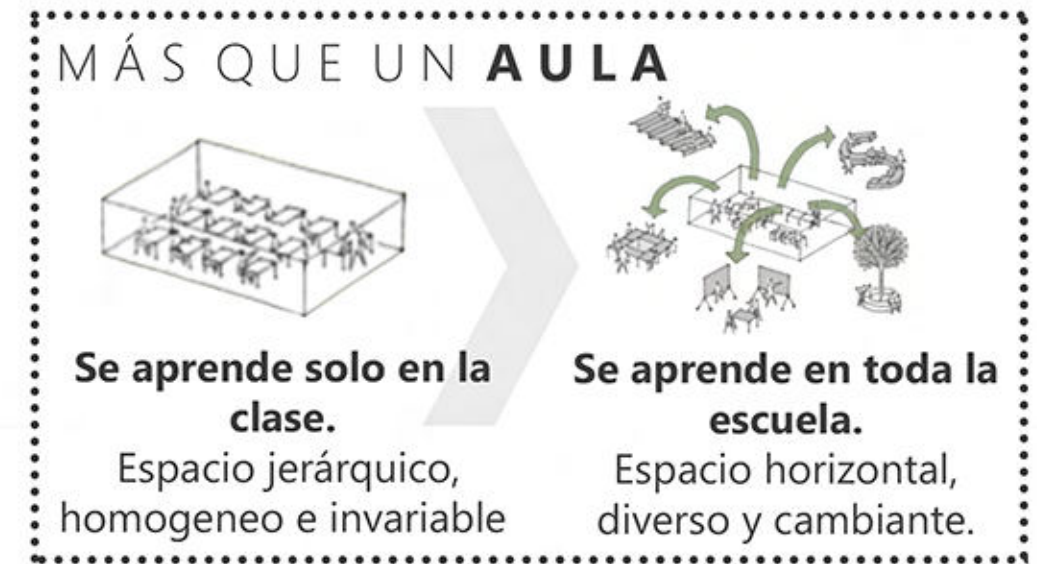 MÁS QUE UN AULA
Se aprende solo en la
clase.
Espacio jerárquico,
homogeneo e invariable
Se aprende en toda la
escuela.
Espacio horizontal,
diverso y cambiante.